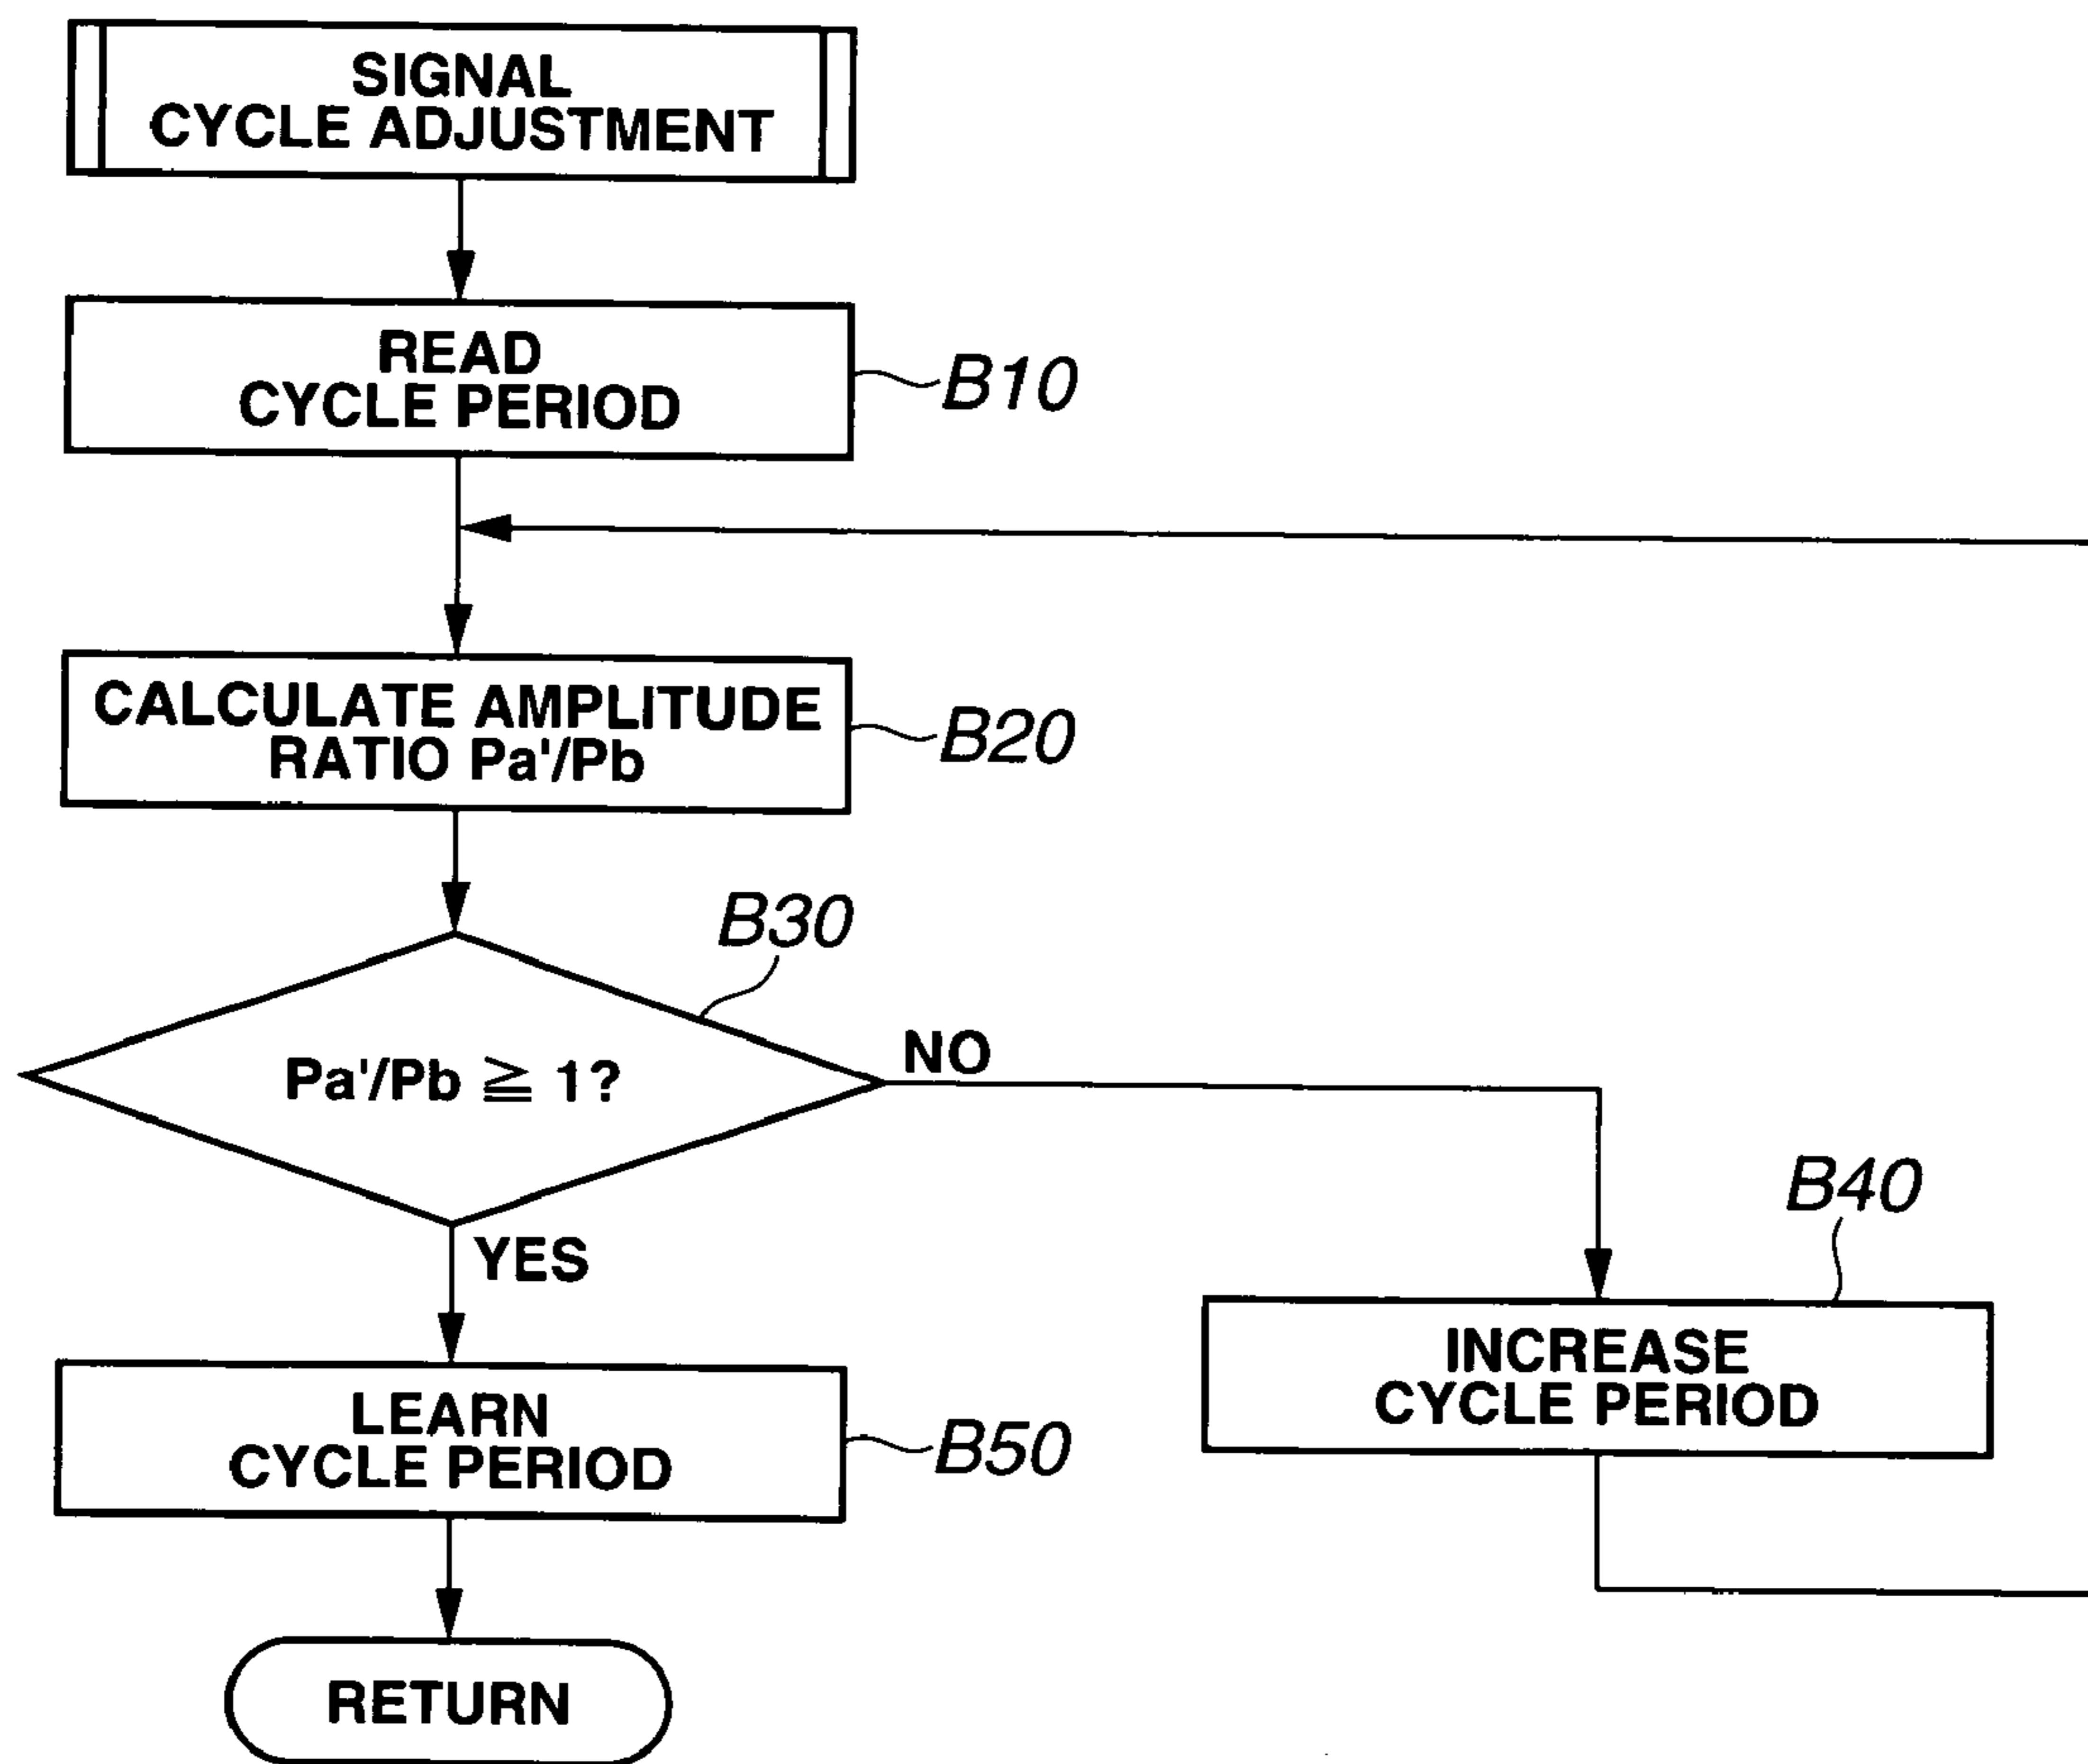 SIGNAL
CYCLE ADJUSTMENT
READ
CYCLE PERIOD
B10
CALCULATE AMPLITUDE
RATIO Pa'/Pb
B20
B30
Pa'/Pb ≧ 1?
NO
YES
B40
INCREASE
CYCLE PERIOD
LEARN
CYCLE PERIOD
B50
RETURN